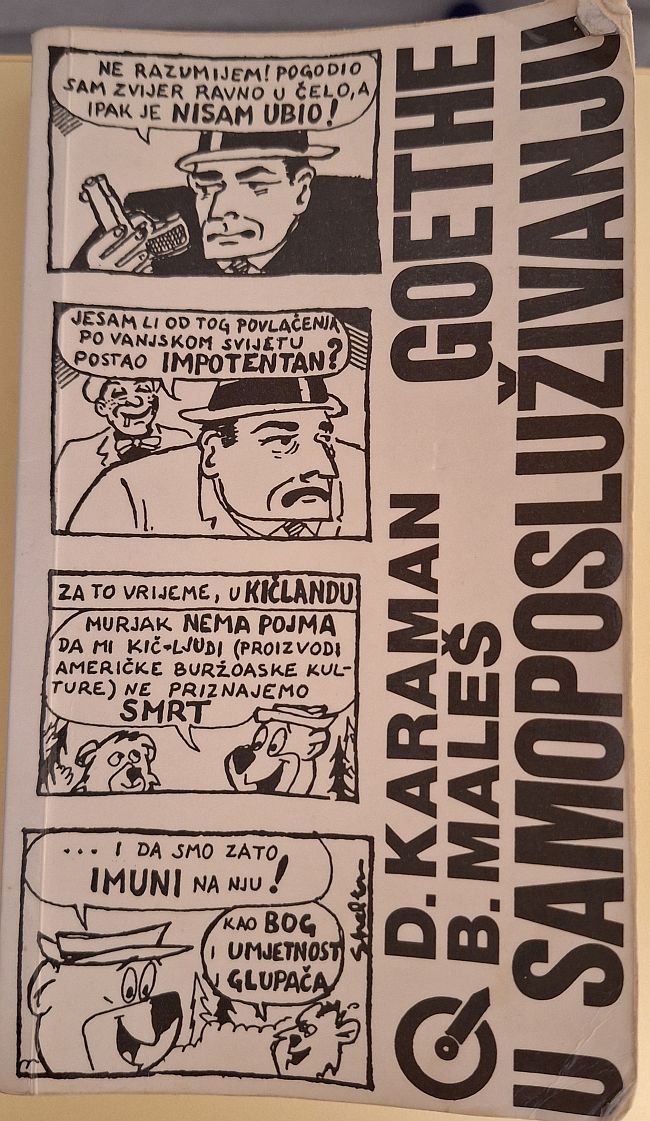 NE RAZUMIJEM! POGODIO
SAM ZVIJER RAVNO U ČELO, A
IPAK JE NISAM UBIO!
JESAM LI OD TOG POVLAČENJA
PO VANJSKOM SVIJETU
POSTAO IMPOTENTAN?
ZA TO VRIJEME, U KIČLANDU
MURJAK NEMA POJMA
DA MI KIČ-LJUDI (PROIZVODI
AMERIČKE BURŽOASKE KUL-
TURE) NE PRIZNAJEMO
SMRT
... I DA SMO ZATO
IMUNI NA NJU!
KAO BOG
I UMJETNOST
I GLUPAČA
Shelton
D. KARAMAN
B. MALEŠ
GOETHE
U SAMOPOSLUŽIVANJU